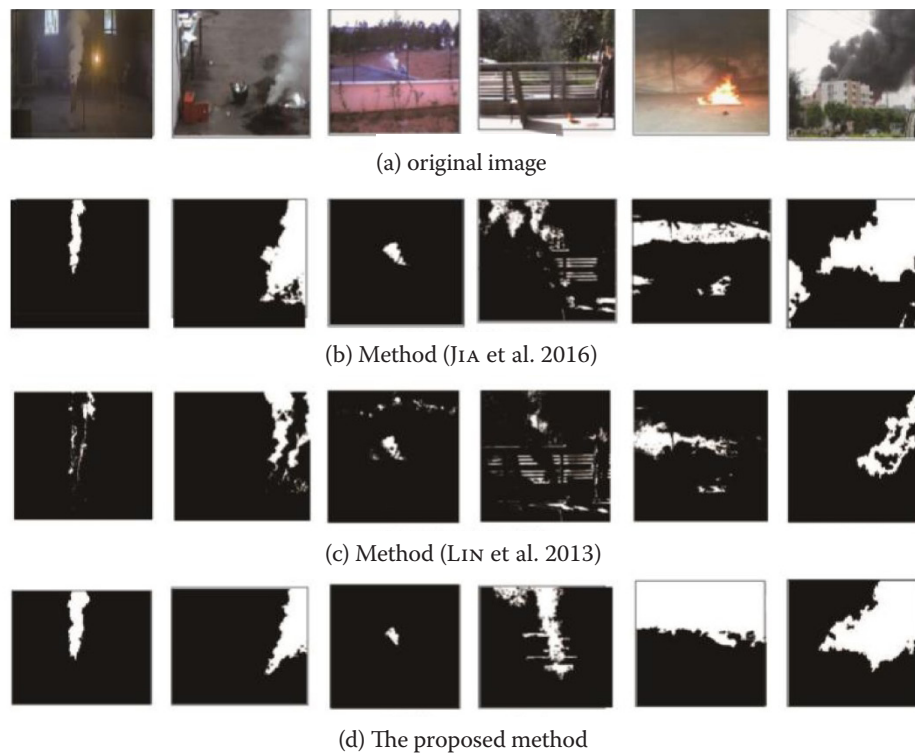 (a) original image
(b) Method (Jia et al. 2016)
(c) Method (Lin et al. 2013)
(d) The proposed method